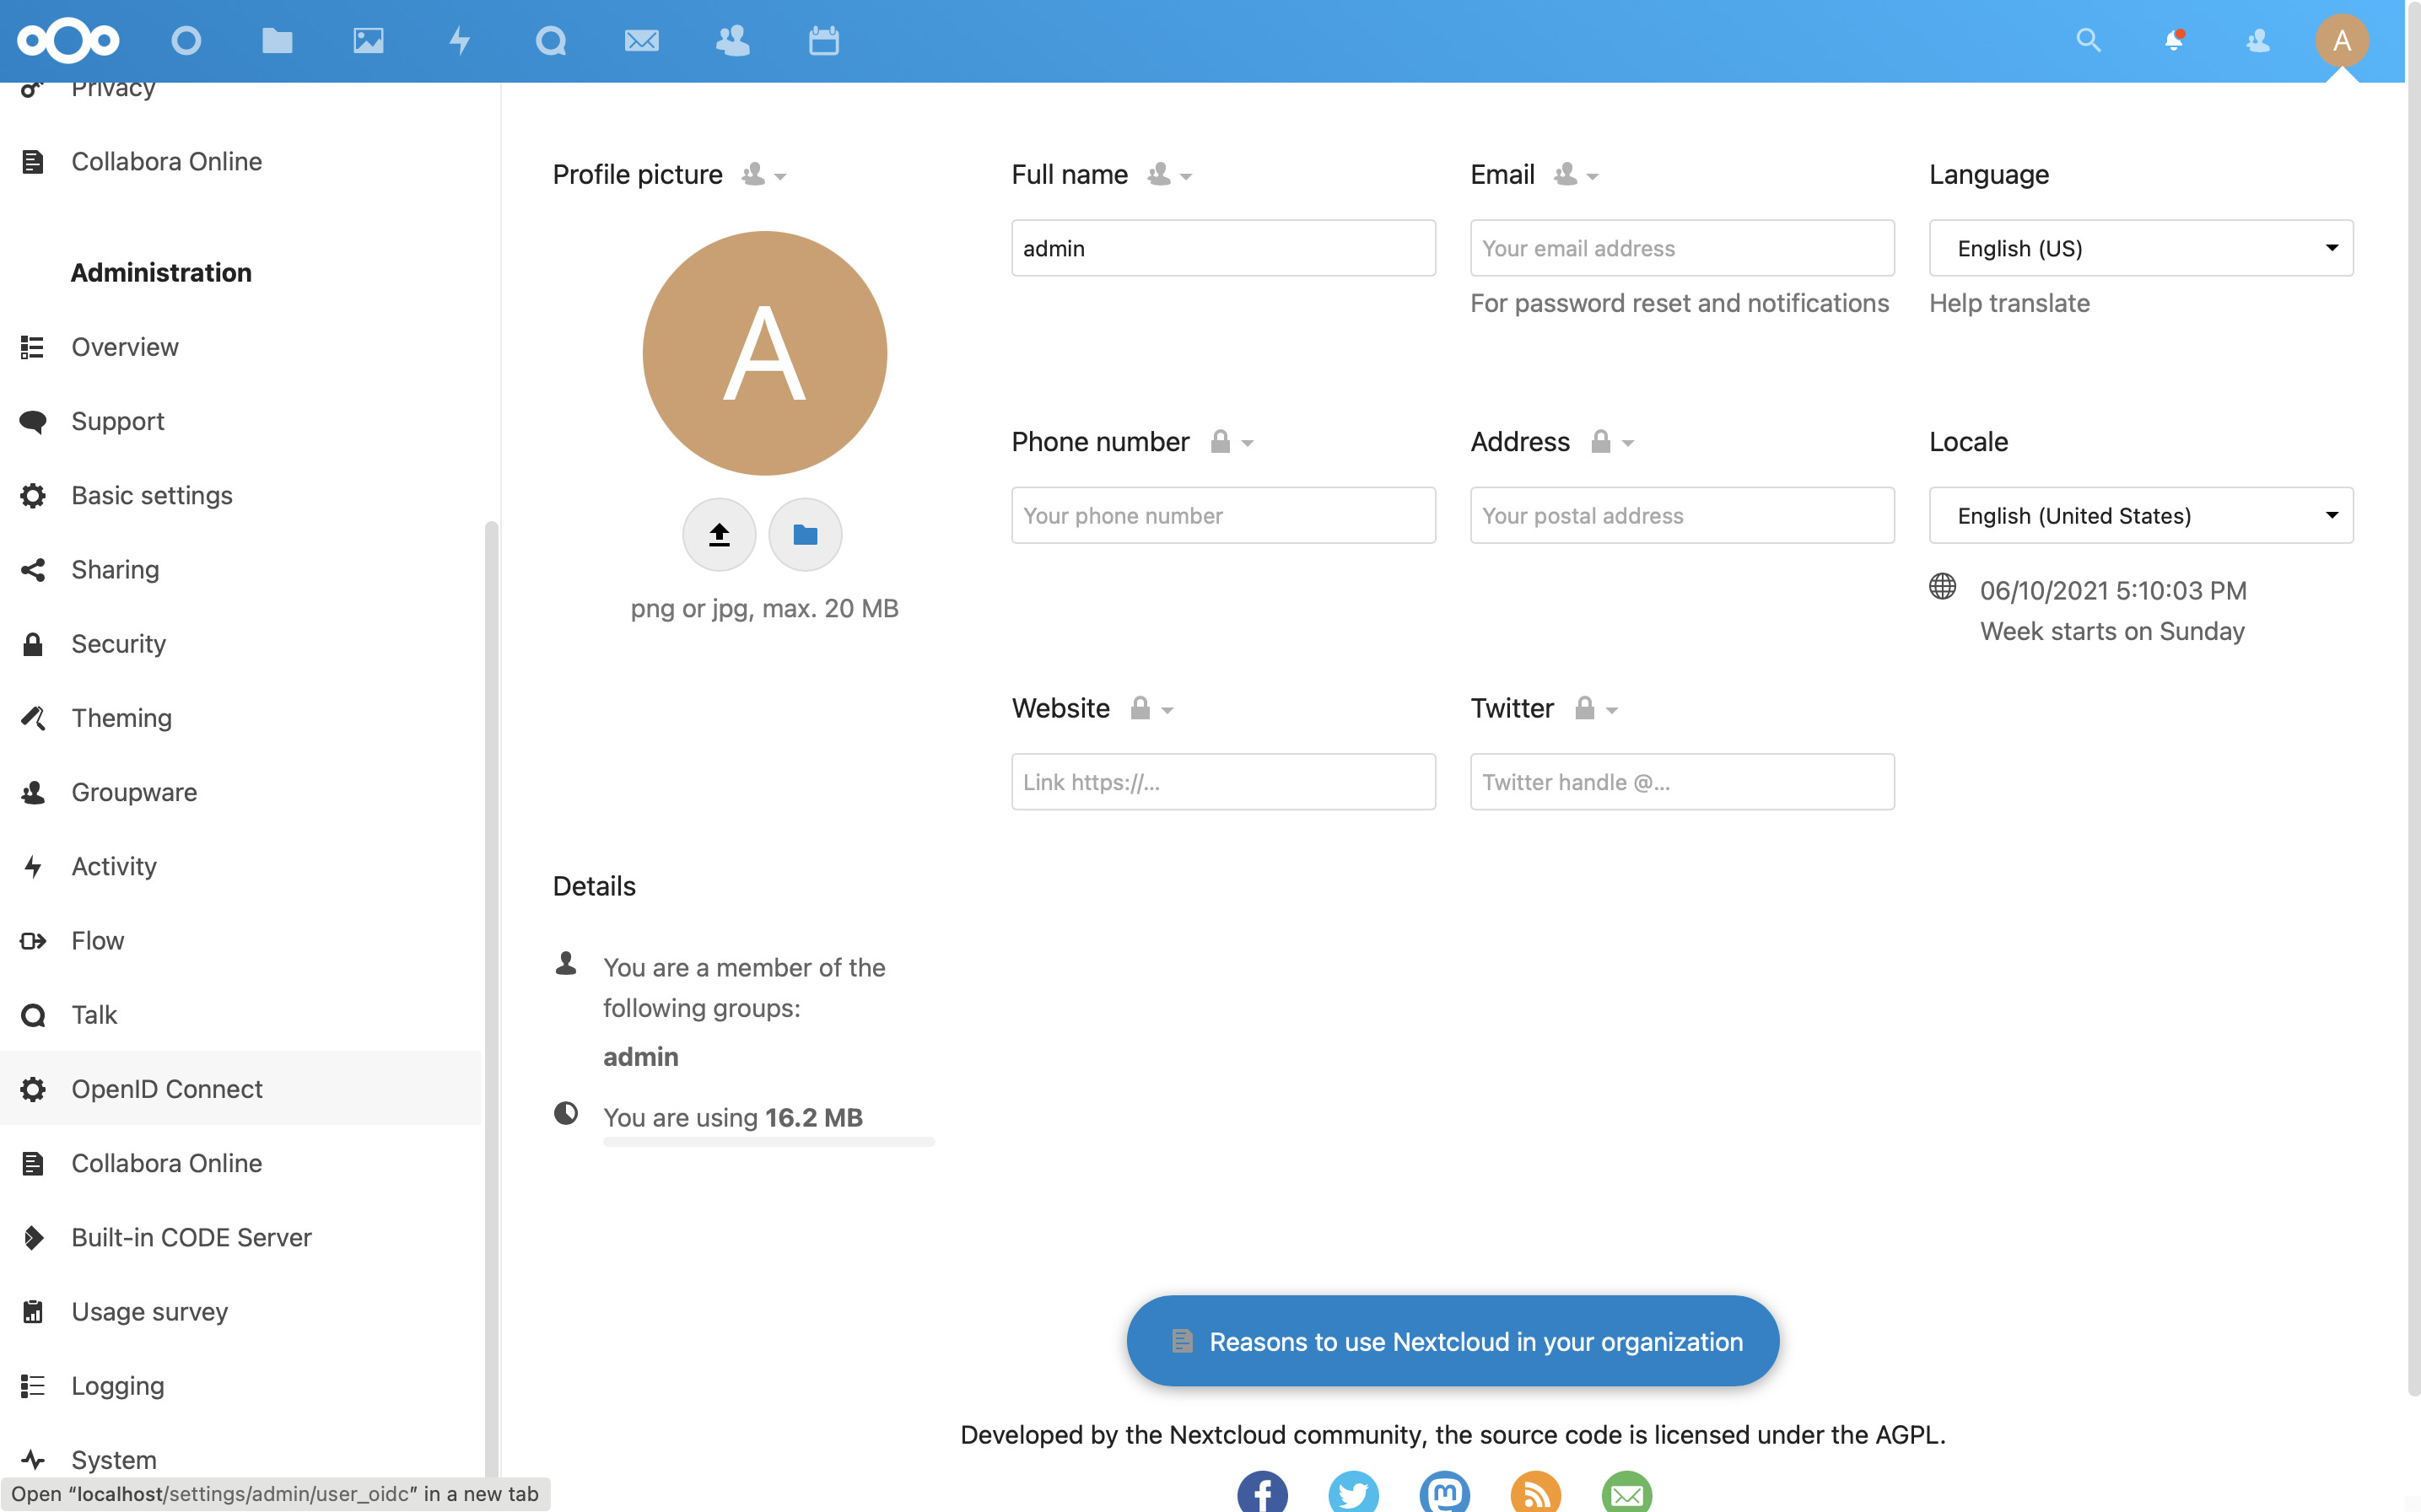 A
Privacy
Collabora Online
Administration
Overview
Support
Basic settings
Sharing
Security
Theming
Groupware
Activity
Flow
Talk
OpenID Connect
Collabora Online
Built-in CODE Server
Usage survey
Logging
System
Open “localhost/settings/admin/user_oidc” in a new tab
Profile picture
A
png or jpg, max. 20 MB
Full name
admin
Email
Your email address
For password reset and notifications
Language
English (US)
Help translate
Phone number
Your phone number
Address
Your postal address
Locale
English (United States)
06/10/2021 5:10:03 PM
Week starts on Sunday
Website
Link https://...
Twitter
Twitter handle @...
Details
You are a member of the
following groups:
admin
You are using 16.2 MB
Reasons to use Nextcloud in your organization
Developed by the Nextcloud community, the source code is licensed under the AGPL.